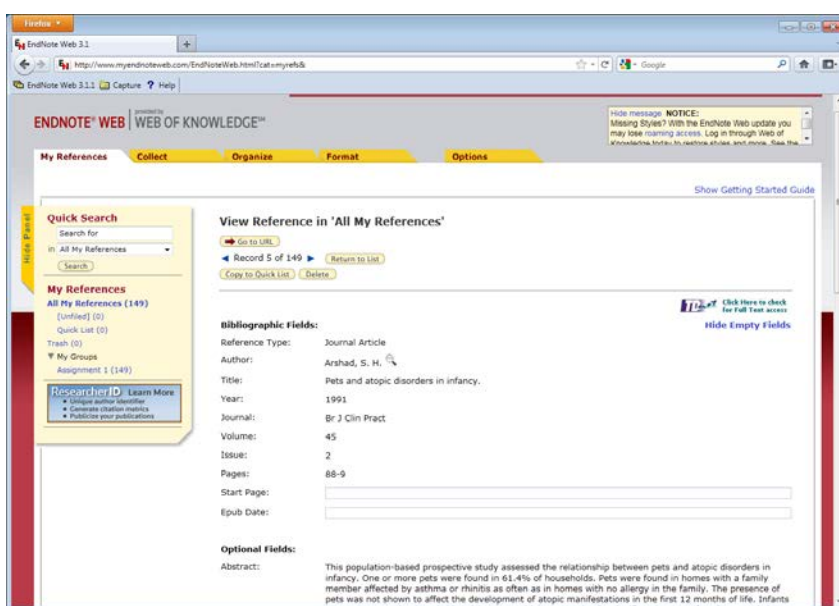 Firefox
EndNote Web 3.1
http://www.myendnoteweb.com/EndNoteWeb.html?cat=myrefs&
Google
EndNote Web 3.1.1 Capture ? Help
ENDNOTE® WEB provided by WEB OF KNOWLEDGE℠
Hide message NOTICE:
Missing Styles? With the EndNote Web update you
may lose roaming access. Log in through Web of
Knowledge today to restore styles and more. See the
My References Collect Organize Format Options
Show Getting Started Guide
Hide Panel
Quick Search
Search for
in All My References
Search
My References
All My References (149)
[Unfiled] (0)
Quick List (0)
Trash (0)
My Groups
Assignment 1 (149)
ResearcherID Learn More
Unique author identifier
Generate citation metrics
Publicize your publications
View Reference in 'All My References'
Go to URL
Record 5 of 149 Return to List
Copy to Quick List Delete
Click Here to check
for Full Text access
Bibliographic Fields: Hide Empty Fields
Reference Type: Journal Article
Author: Arshad, S. H.
Title: Pets and atopic disorders in infancy.
Year: 1991
Journal: Br J Clin Pract
Volume: 45
Issue: 2
Pages: 88-9
Start Page:
Epub Date:
Optional Fields:
Abstract: This population-based prospective study assessed the relationship between pets and atopic disorders in
infancy. One or more pets were found in 61.4% of households. Pets were found in homes with a family
member affected by asthma or rhinitis as often as in homes with no allergy in the family. The presence of
pets was not shown to affect the development of atopic manifestations in the first 12 months of life. Infants